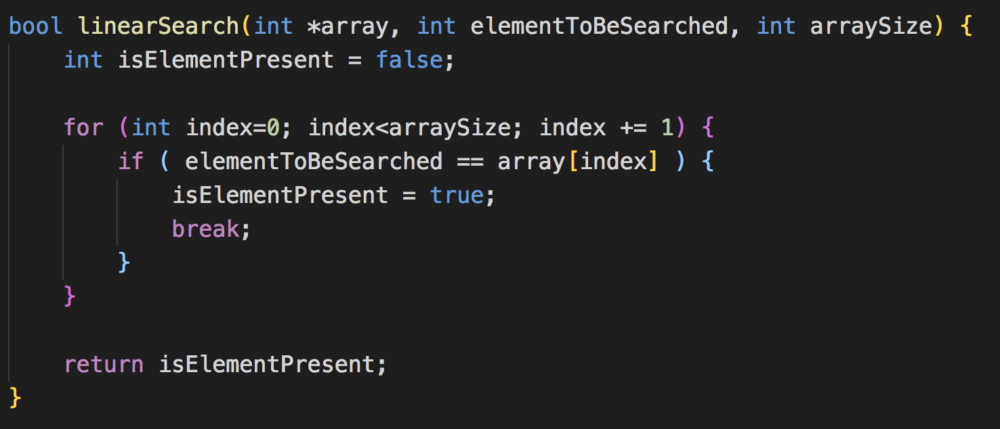 bool linearSearch(int *array, int elementToBeSearched, int arraySize) {
    int isElementPresent = false;

    for (int index=0; index<arraySize; index += 1) {
        if ( elementToBeSearched == array[index] ) {
            isElementPresent = true;
            break;
        }
    }

    return isElementPresent;
}